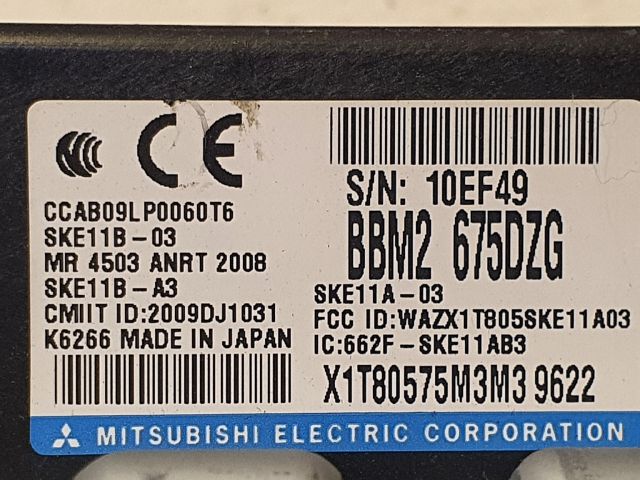 CE
CCAB09LP0060T6
SKE11B-03
MR 4503 ANRT 2008
SKE11B-A3
CMIIT ID:2009DJ1031
K6266 MADE IN JAPAN
S/N: 10EF49
BBM2 675DZG
SKE11A-03
FCC ID:WAZX1T805SKE11A03
IC:662F-SKE11AB3
X1T80575M3M3 9622
MITSUBISHI ELECTRIC CORPORATION